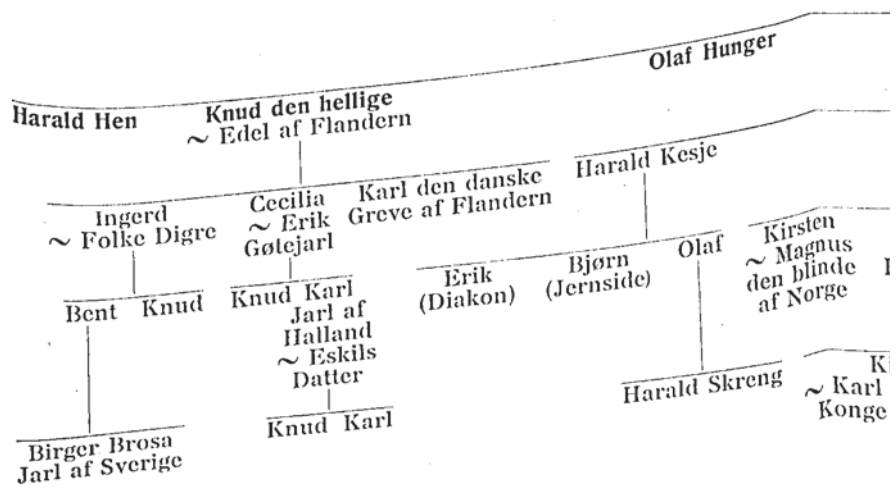 Olaf Hunger
Harald Hen
Knud den hellige
~ Edel af Flandern
Harald Kesje
Ingerd
~ Folke Digre
Cecilia
~ Erik
Gøtejarl
Karl den danske
Greve af Flandern
Bent Knud
Knud Karl
Jarl af
Halland
~ Eskils
Datter
Erik
(Diakon)
Bjørn
(Jernside)
Olaf
Kirsten
~ Magnus
den blinde
af Norge
Birger Brosa
Jarl af Sverige
Knud Karl
Harald Skreng
~ Karl
Konge